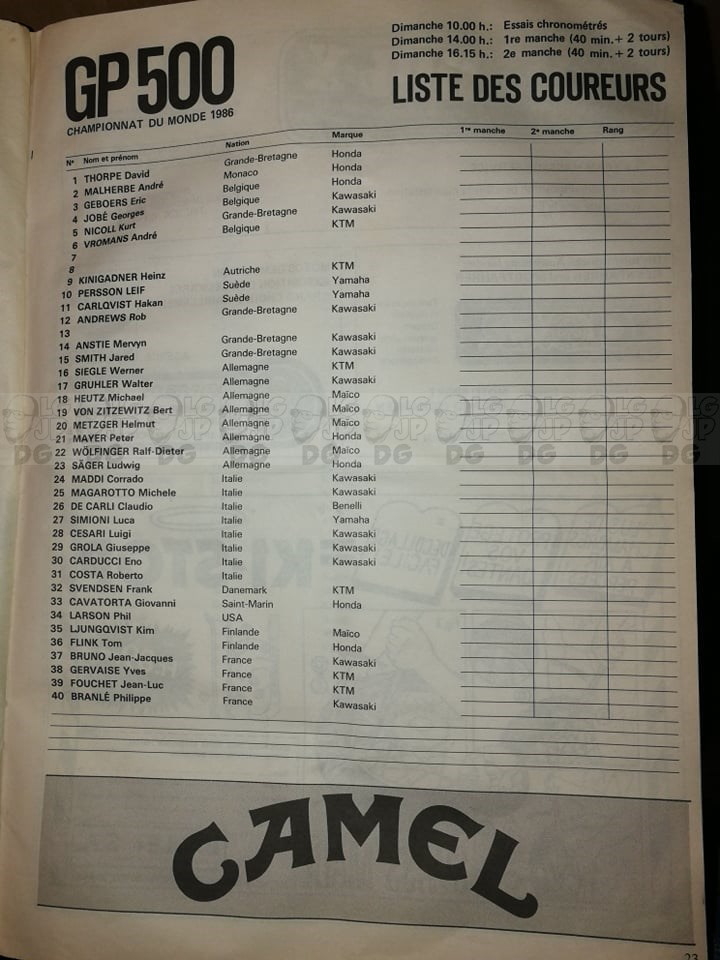 GP 500
CHAMPIONNAT DU MONDE 1986
Dimanche 10.00 h.: Essais chronométrés
Dimanche 14.00 h.: 1re manche (40 min. + 2 tours)
Dimanche 16.15 h.: 2e manche (40 min. + 2 tours)
LISTE DES COUREURS
N° Nom et prénom Nation Marque 1re manche 2e manche Rang
1 THORPE David Grande-Bretagne Honda
2 MALHERBE André Monaco Honda
3 GEBOERS Eric Belgique Honda
4 JOBÉ Georges Belgique Kawasaki
5 NICOLL Kurt Grande-Bretagne Kawasaki
6 VROMANS André Belgique KTM
7
8
9 KINIGADNER Heinz Autriche KTM
10 PERSSON LEIF Suède Yamaha
11 CARLQVIST Hakan Suède Yamaha
12 ANDREWS Rob Grande-Bretagne Kawasaki
13
14 ANSTIE Mervyn Grande-Bretagne Kawasaki
15 SMITH Jared Grande-Bretagne Kawasaki
16 SIEGLE Werner Allemagne KTM
17 GRUHLER Walter Allemagne Kawasaki
18 HEUTZ Michael Allemagne Maïco
19 VON ZITZEWITZ Bert Allemagne Maïco
20 METZGER Helmut Allemagne Maïco
21 MAYER Peter Allemagne Honda
22 WÖLFINGER Ralf-Dieter Allemagne Maïco
23 SÄGER Ludwig Allemagne Honda
24 MADDI Corrado Italie Kawasaki
25 MAGAROTTO Michele Italie Kawasaki
26 DE CARLI Claudio Italie Benelli
27 SIMIONI Luca Italie Yamaha
28 CESARI Luigi Italie Kawasaki
29 GROLA Giuseppe Italie Kawasaki
30 CARDUCCI Eno Italie Kawasaki
31 COSTA Roberto Italie
32 SVENDSEN Frank Danemark KTM
33 CAVATORTA Giovanni Saint-Marin Honda
34 LARSON Phil USA
35 LJUNGQVIST Kim Finlande Maïco
36 FLINK Tom Finlande Honda
37 BRUNO Jean-Jacques France Kawasaki
38 GERVAISE Yves France KTM
39 FOUCHET Jean-Luc France KTM
40 BRANLÉ Philippe France Kawasaki
CAMEL
23